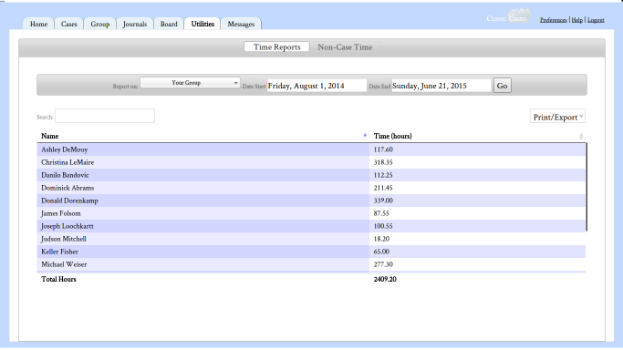 Home Cases Group Journals Board Utilities Messages
Preferences | Help | Logout
Time Reports Non-Case Time
Report on: Your Group Date Start Friday, August 1, 2014 Date End Sunday, June 21, 2015 Go
Search:
Print/Export
Name Time (hours)
Ashley DeMouy 117.60
Christina LeMaire 318.35
Danilo Bandovic 112.25
Dominick Abrams 211.45
Donald Dorenkamp 339.00
James Folson 87.55
Joseph Loochkartt 100.55
Judson Mitchell 18.20
Keller Fisher 65.00
Michael Weiser 277.30
Total Hours 2409.20